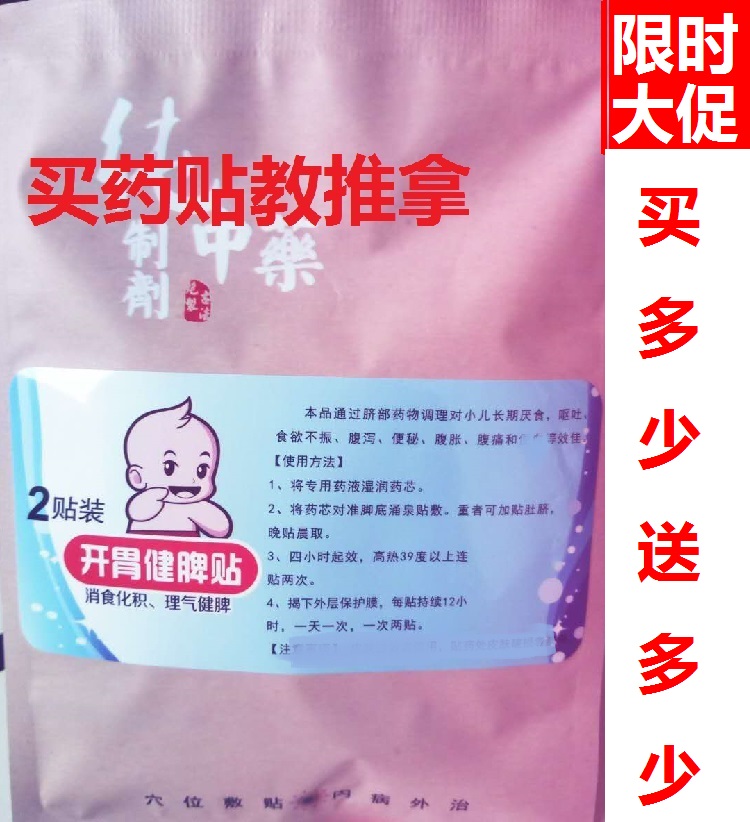 限时
大促
买
多
少
送
多
少
买药贴教推拿
纯
中藥
制劑
2贴装
开胃健脾贴
消食化积、理气健脾
本品通过脐部药物调理对小儿长期厌食，呕吐、
食欲不振、腹泻、便秘、腹胀、腹痛和
等效佳
【使用方法】
1、将专用药液湿润药芯。
2、将药芯对准脚底涌泉贴敷。重者可加贴肚脐，
晚贴晨取。
3、四小时起效，高热39度以上连
贴两次。
4、揭下外层保护膜，每贴持续12小
时，一天一次，一次两贴。
【注
穴位敷贴 内病外治